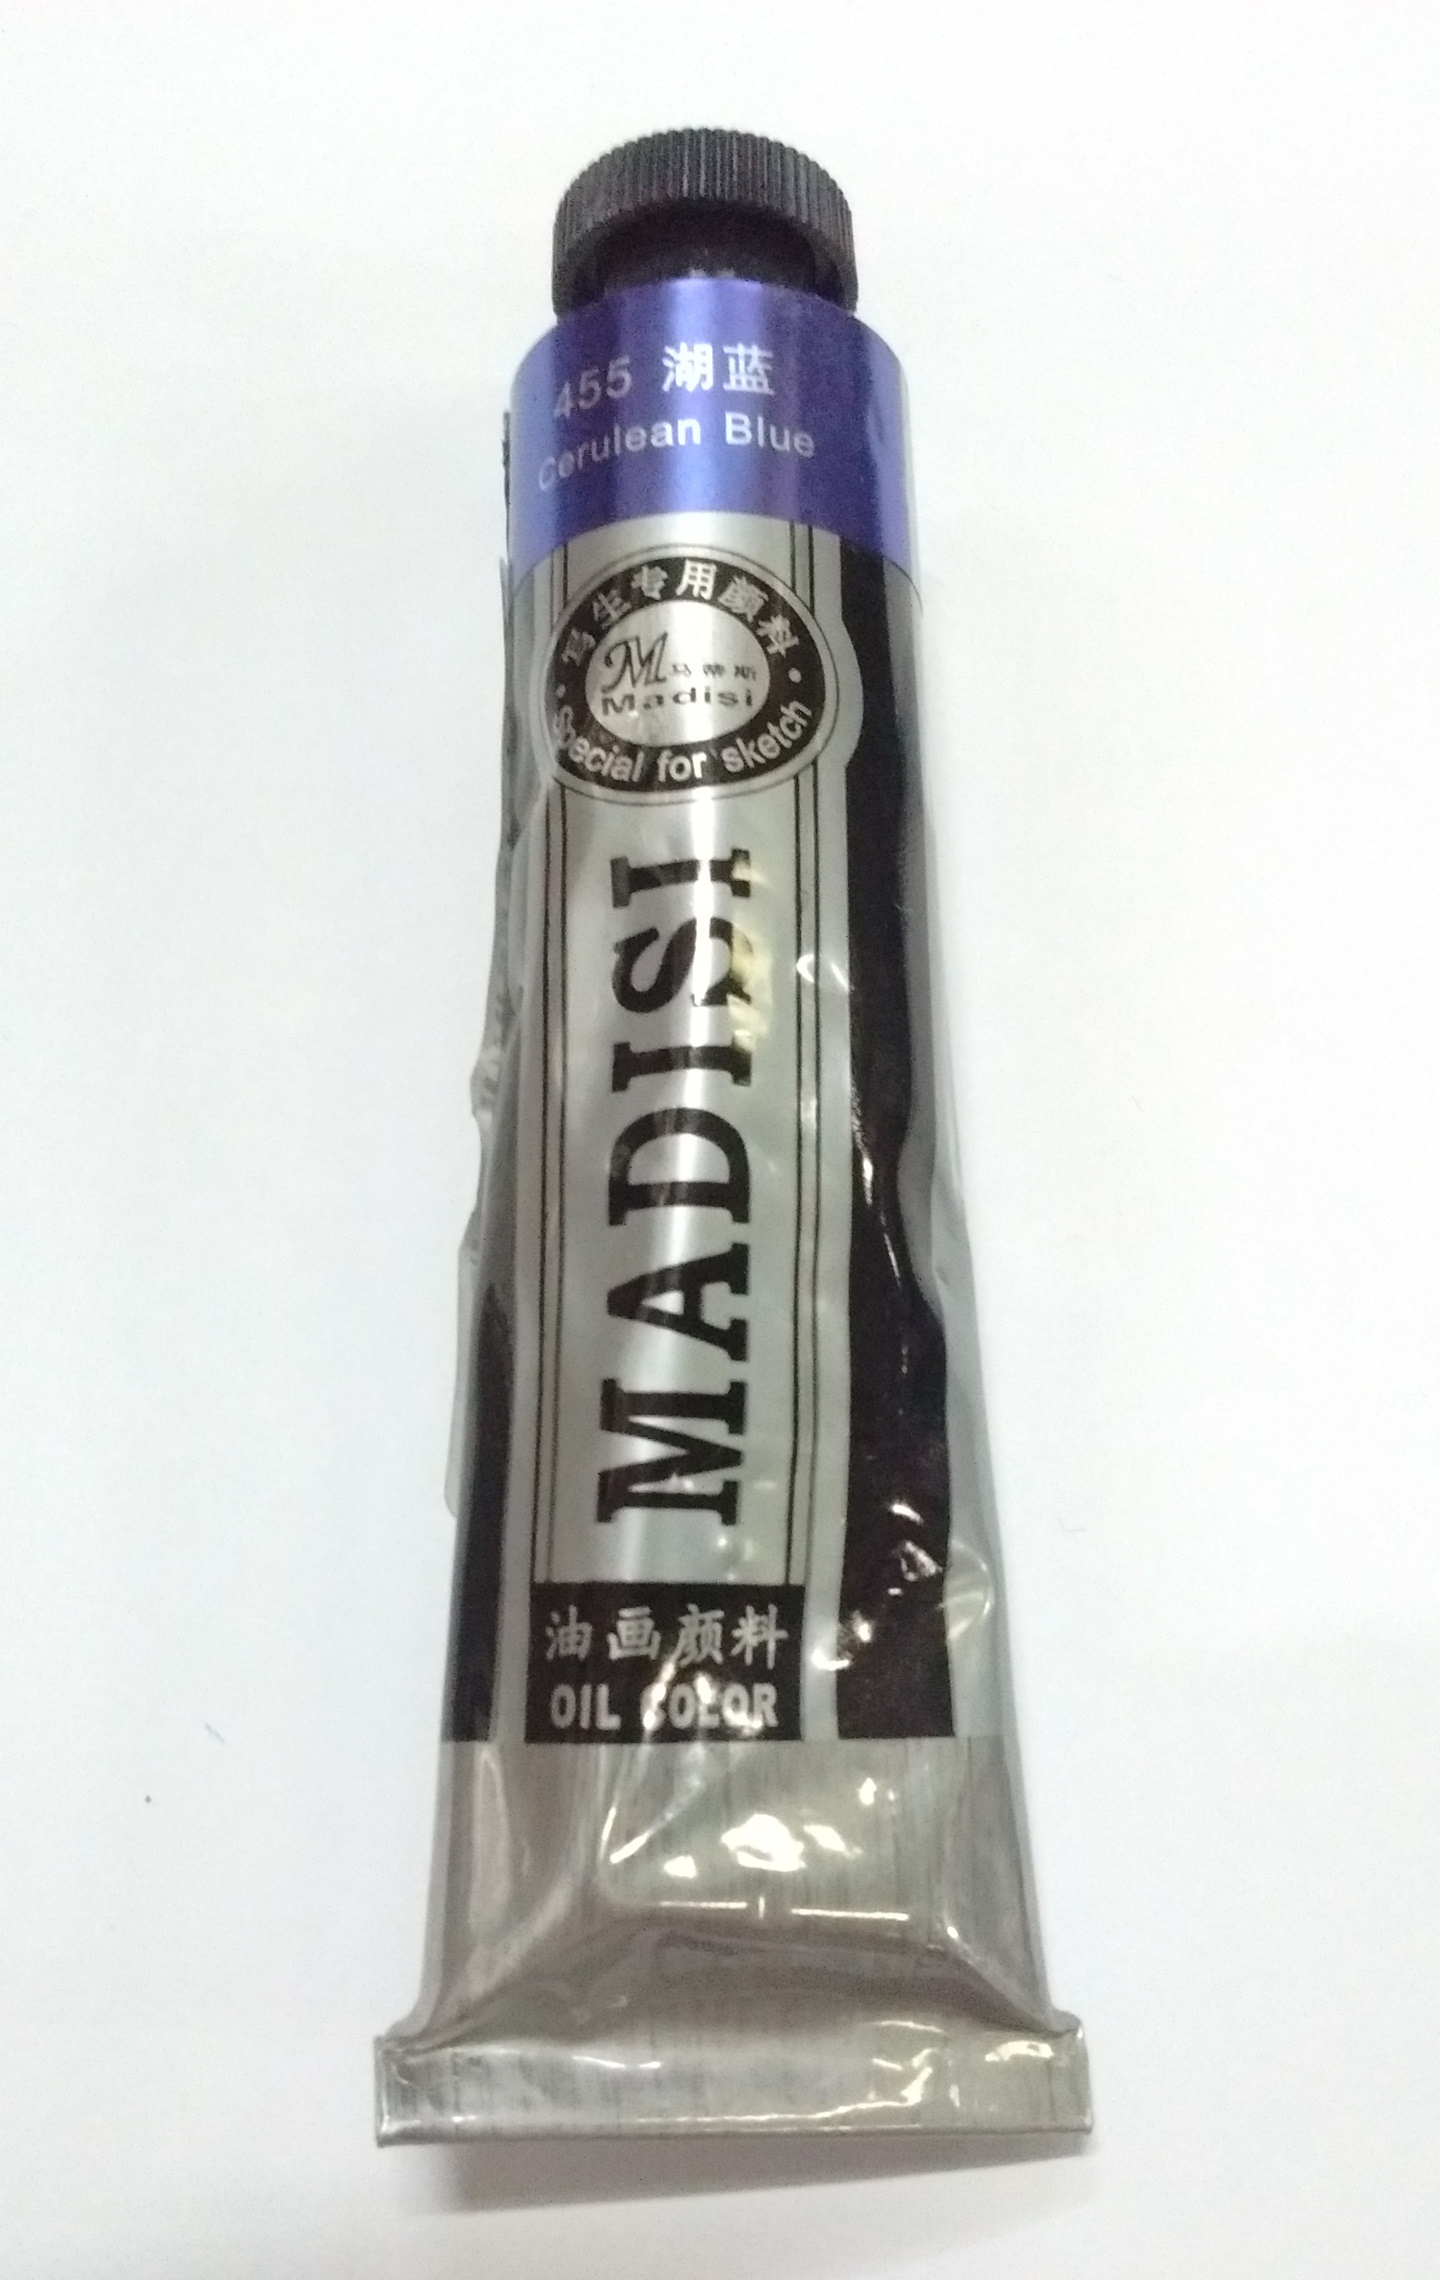 455 湖蓝
Cerulean Blue
写生专用颜料
M 马蒂斯
Madisi
Special for sketch
MADISI
油画颜料
OIL COLOR